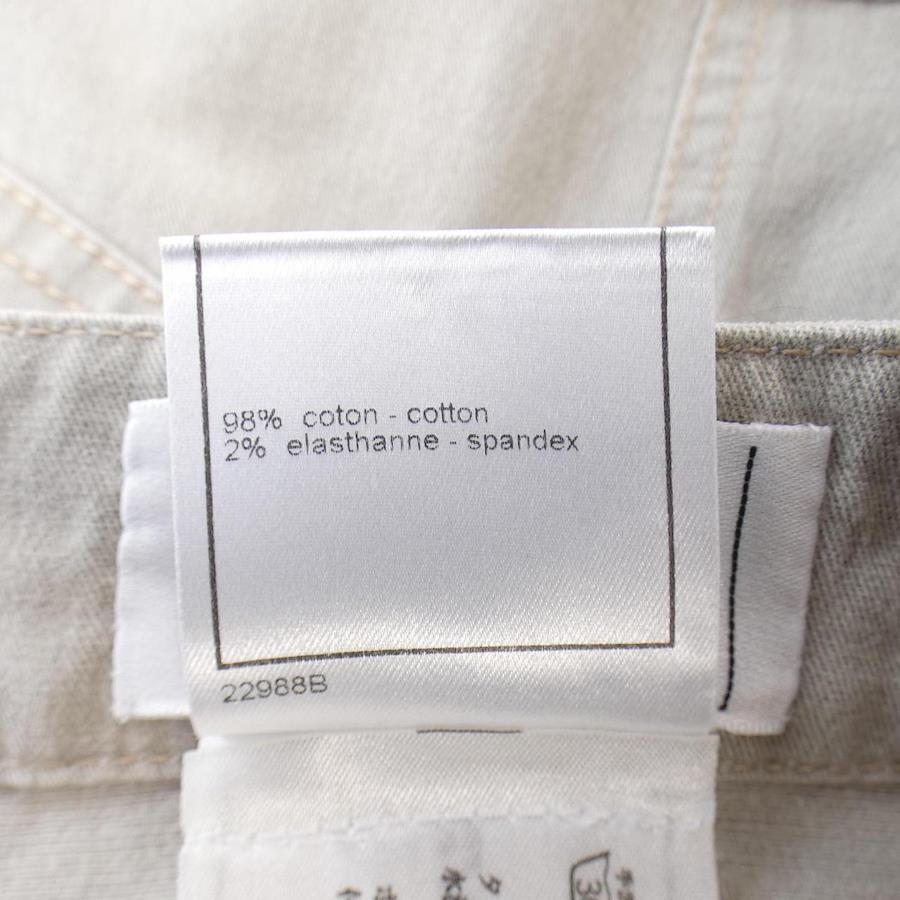 98% coton - cotton
2% elasthanne - spandex
22988B